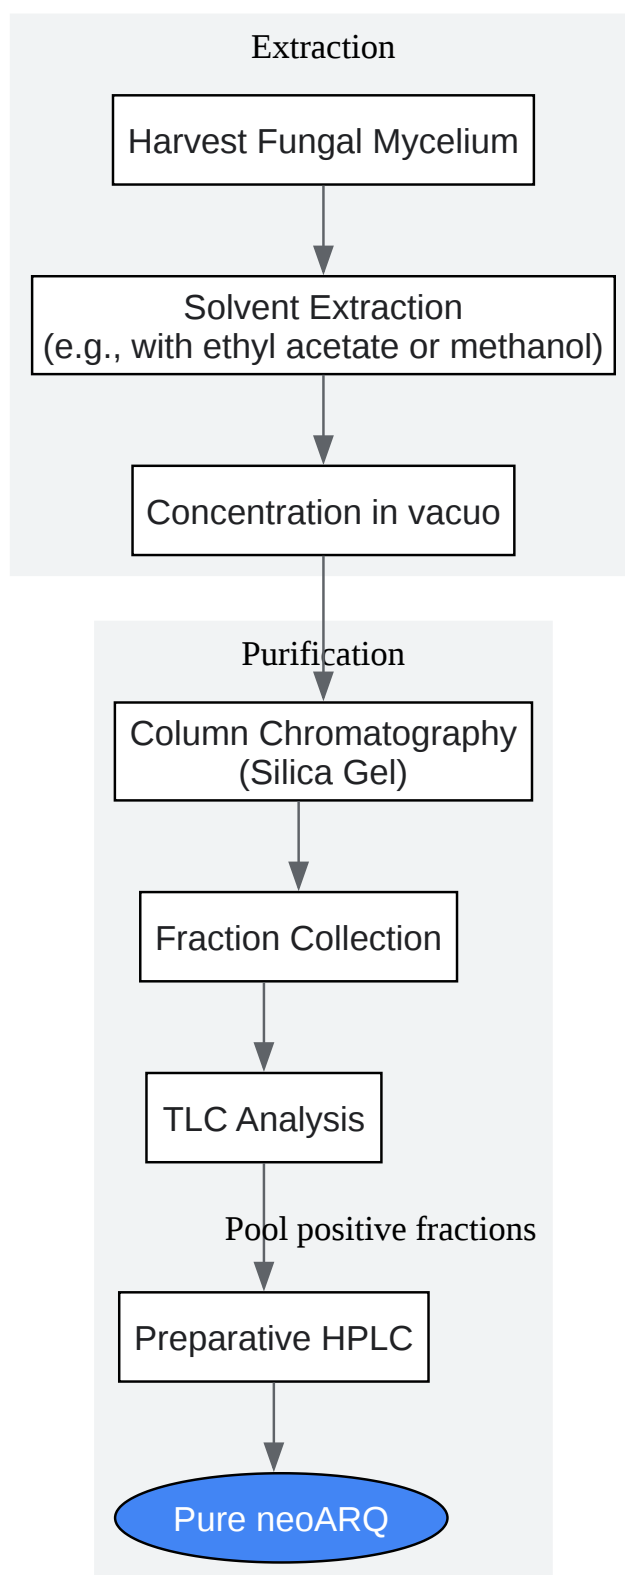 Extraction
Harvest Fungal Mycelium
Solvent Extraction
(e.g., with ethyl acetate or methanol)
Concentration in vacuo
Purification
Column Chromatography
(Silica Gel)
Fraction Collection
TLC Analysis
Pool positive fractions
Preparative HPLC
Pure neoARQ